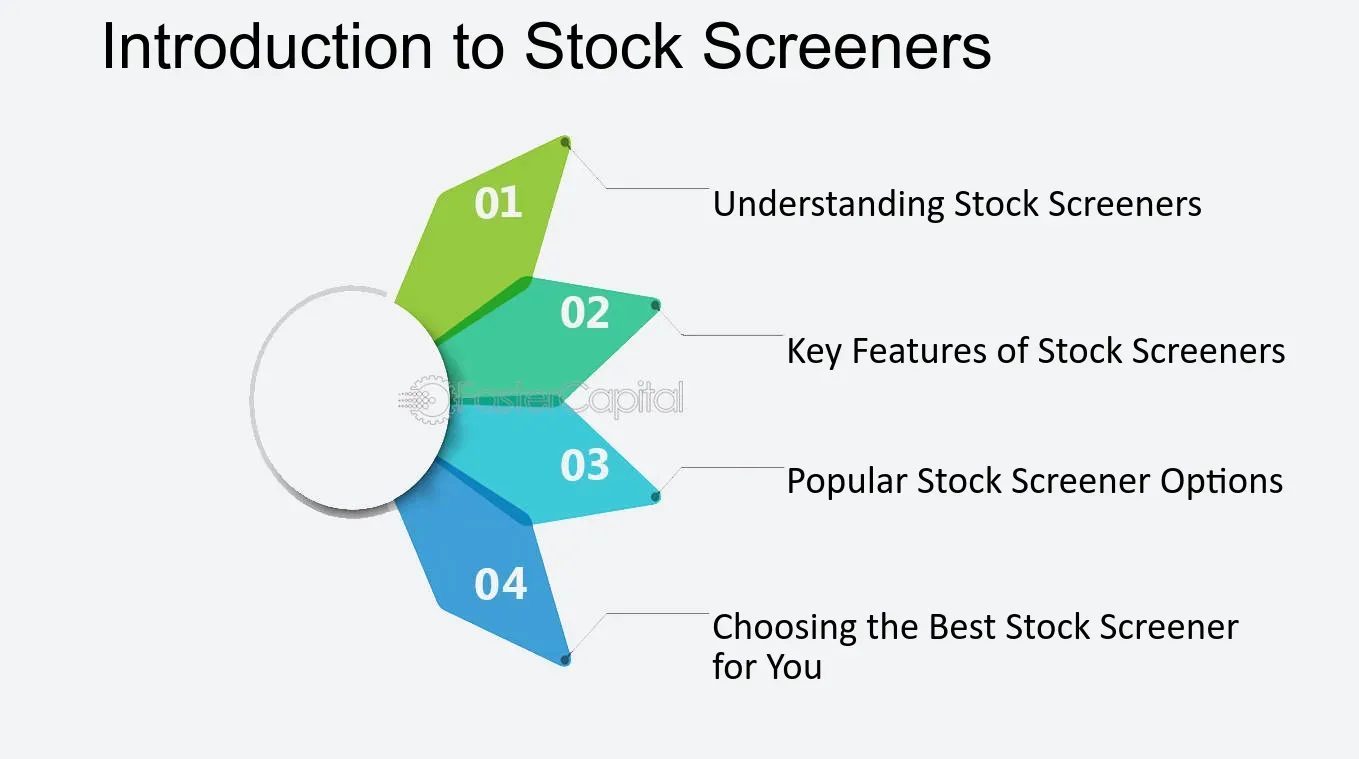 Introduction to Stock Screeners
01
Understanding Stock Screeners
02
Key Features of Stock Screeners
FasterCapital
03
Popular Stock Screener Options
04
Choosing the Best Stock Screener
for You